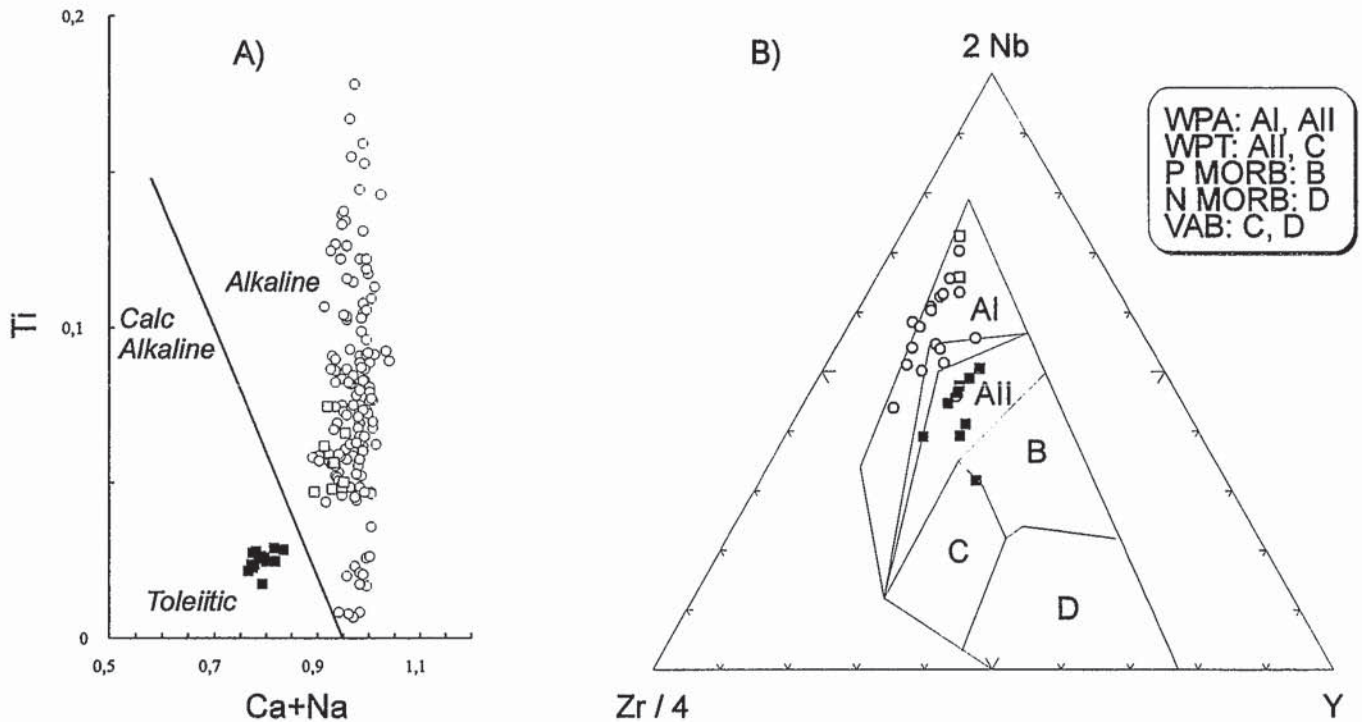 0,2
A)
Alkaline
Calc
Alkaline
Toleiitic
Ti
0,1
0
0,5
0,7
0,9
1,1
Ca+Na
B)
2 Nb
WPA: AI, AII
WPT: AII, C
P MORB: B
N MORB: D
VAB: C, D
AI
AII
B
C
D
Zr / 4
Y